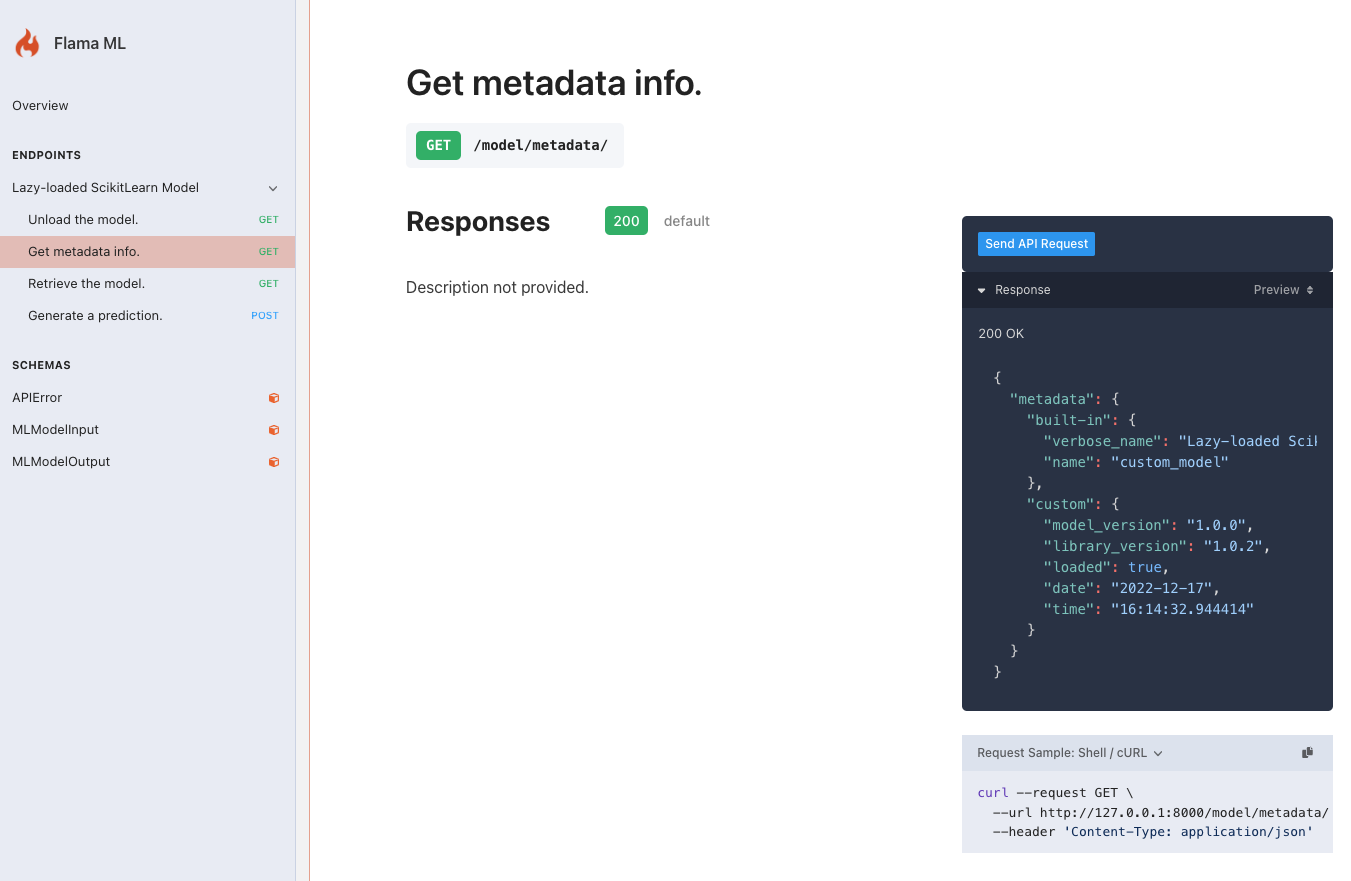 Flama ML
Overview
ENDPOINTS
Lazy-loaded ScikitLearn Model
Unload the model. GET
Get metadata info. GET
Retrieve the model. GET
Generate a prediction. POST
SCHEMAS
APIError
MLModelInput
MLModelOutput
Get metadata info.
GET /model/metadata/
Responses 200 default
Description not provided.
Send API Request
Response Preview
200 OK
{
"metadata": {
"built-in": {
"verbose_name": "Lazy-loaded Scik
"name": "custom_model"
},
"custom": {
"model_version": "1.0.0",
"library_version": "1.0.2",
"loaded": true,
"date": "2022-12-17",
"time": "16:14:32.944414"
}
}
}
Request Sample: Shell / cURL
curl --request GET \
--url http://127.0.0.1:8000/model/metadata/
--header 'Content-Type: application/json'